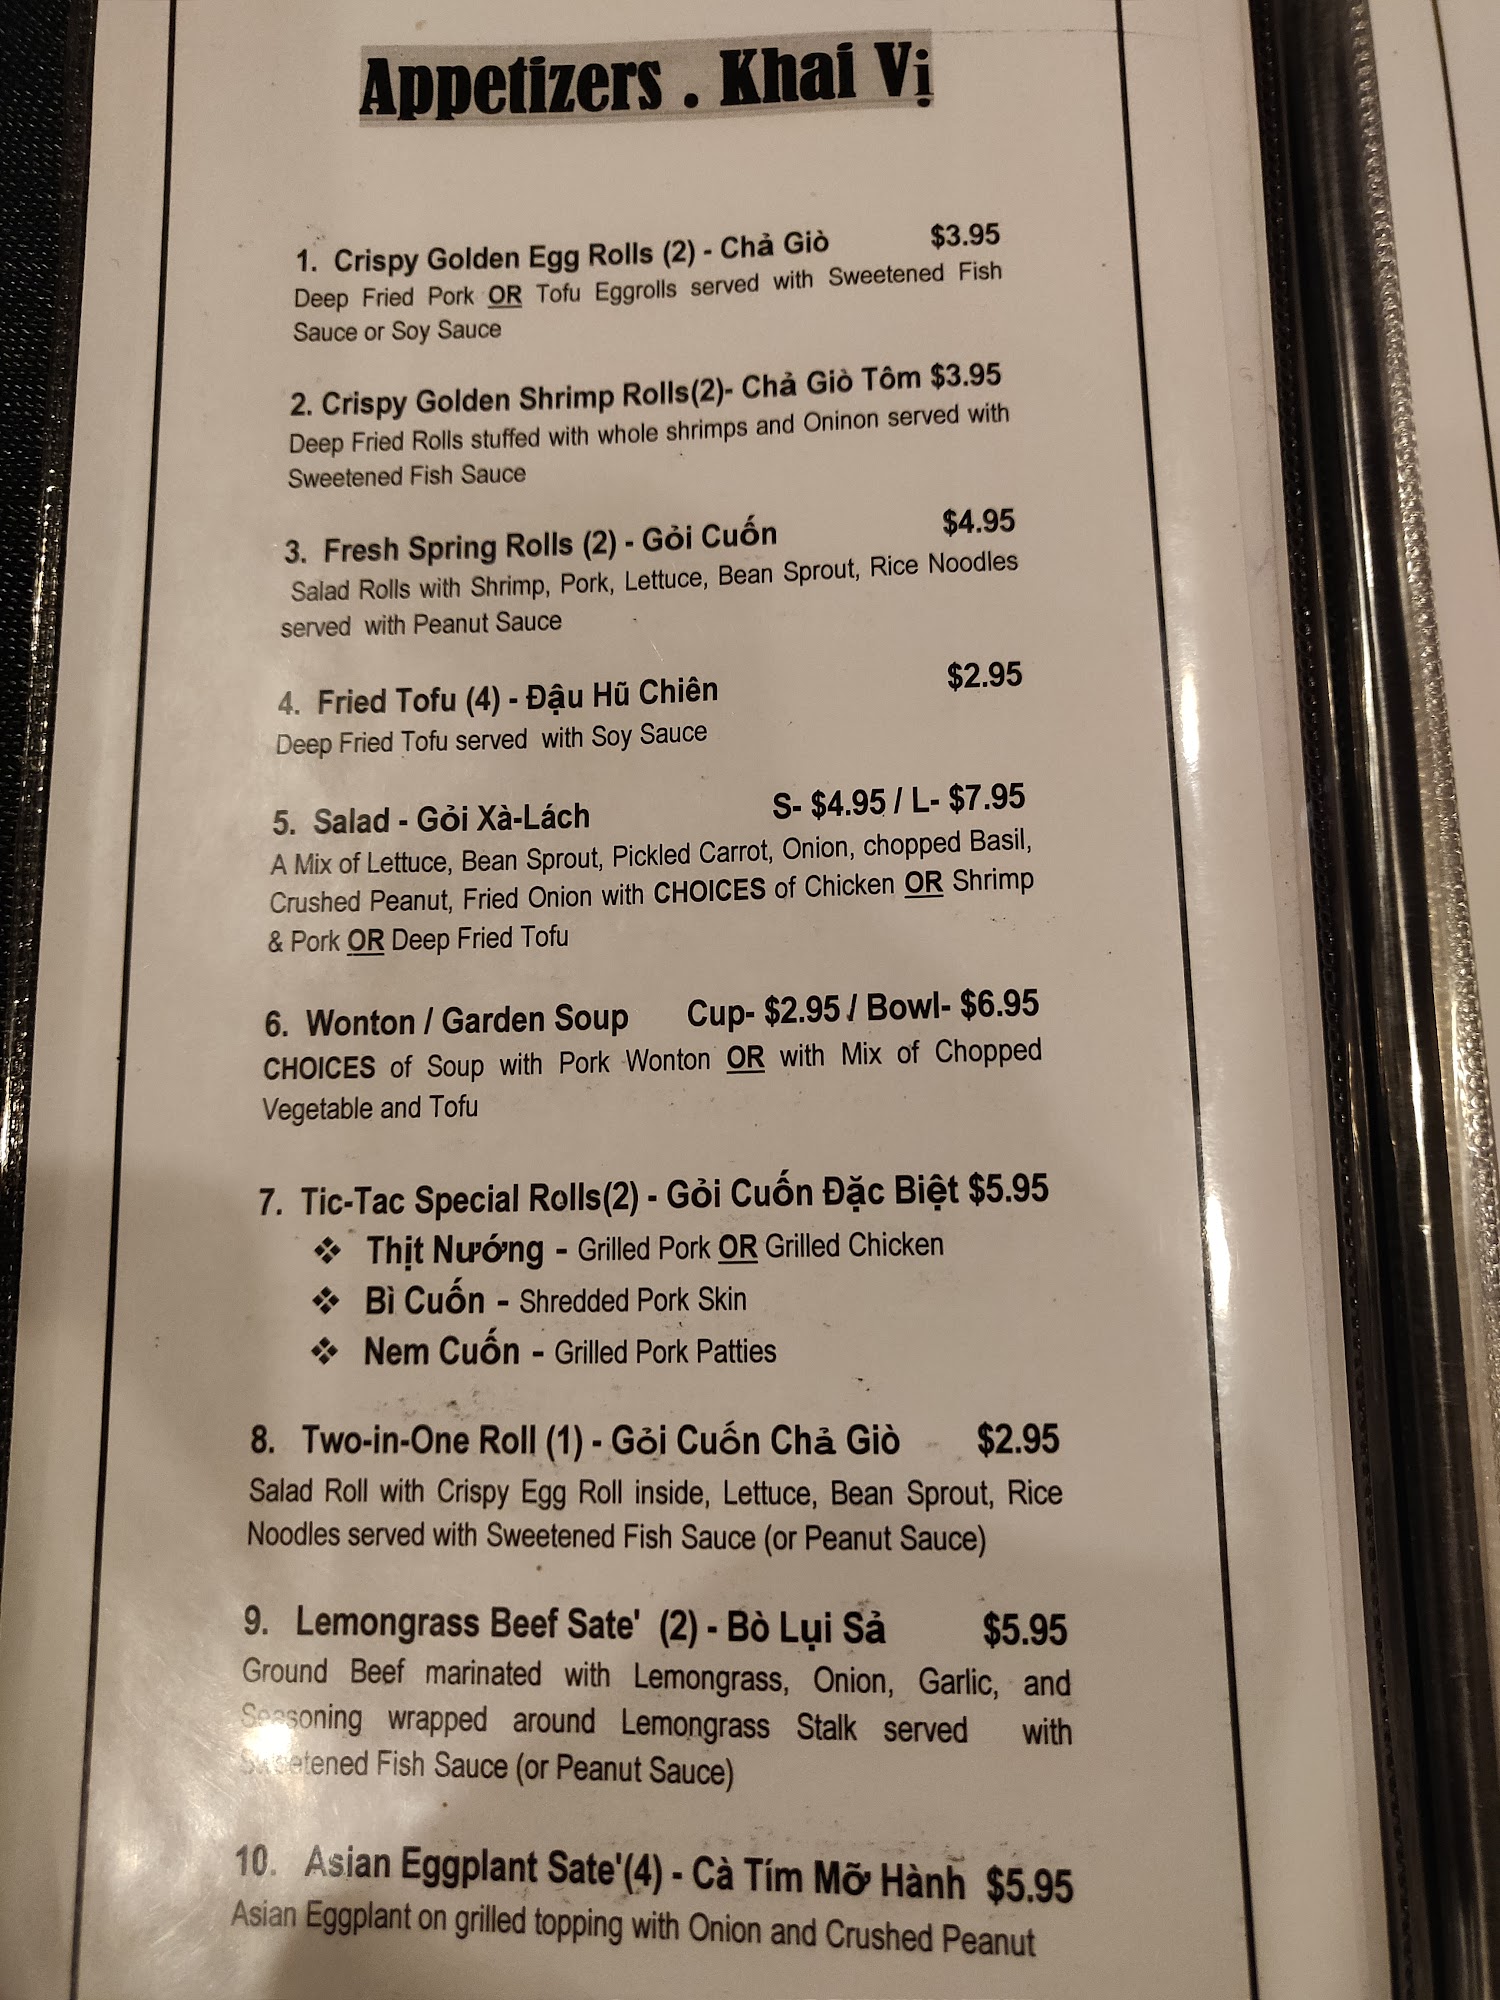 Appetizers . Khai Vị
1. Crispy Golden Egg Rolls (2) - Chả Giò $3.95
Deep Fried Pork OR Tofu Eggrolls served with Sweetened Fish
Sauce or Soy Sauce
2. Crispy Golden Shrimp Rolls(2)- Chả Giò Tôm $3.95
Deep Fried Rolls stuffed with whole shrimps and Oninon served with
Sweetened Fish Sauce
3. Fresh Spring Rolls (2) - Gỏi Cuốn $4.95
Salad Rolls with Shrimp, Pork, Lettuce, Bean Sprout, Rice Noodles
served with Peanut Sauce
4. Fried Tofu (4) - Đậu Hũ Chiên $2.95
Deep Fried Tofu served with Soy Sauce
5. Salad - Gỏi Xà-Lách S- $4.95 / L- $7.95
A Mix of Lettuce, Bean Sprout, Pickled Carrot, Onion, chopped Basil,
Crushed Peanut, Fried Onion with CHOICES of Chicken OR Shrimp
& Pork OR Deep Fried Tofu
6. Wonton / Garden Soup Cup- $2.95 / Bowl- $6.95
CHOICES of Soup with Pork Wonton OR with Mix of Chopped
Vegetable and Tofu
7. Tic-Tac Special Rolls(2) - Gỏi Cuốn Đặc Biệt $5.95
❖ Thịt Nướng - Grilled Pork OR Grilled Chicken
❖ Bì Cuốn - Shredded Pork Skin
❖ Nem Cuốn - Grilled Pork Patties
8. Two-in-One Roll (1) - Gỏi Cuốn Chả Giò $2.95
Salad Roll with Crispy Egg Roll inside, Lettuce, Bean Sprout, Rice
Noodles served with Sweetened Fish Sauce (or Peanut Sauce)
9. Lemongrass Beef Sate' (2) - Bò Lụi Sả $5.95
Ground Beef marinated with Lemongrass, Onion, Garlic, and
Seasoning wrapped around Lemongrass Stalk served with
Sweetened Fish Sauce (or Peanut Sauce)
10. Asian Eggplant Sate'(4) - Cà Tím Mỡ Hành $5.95
Asian Eggplant on grilled topping with Onion and Crushed Peanut